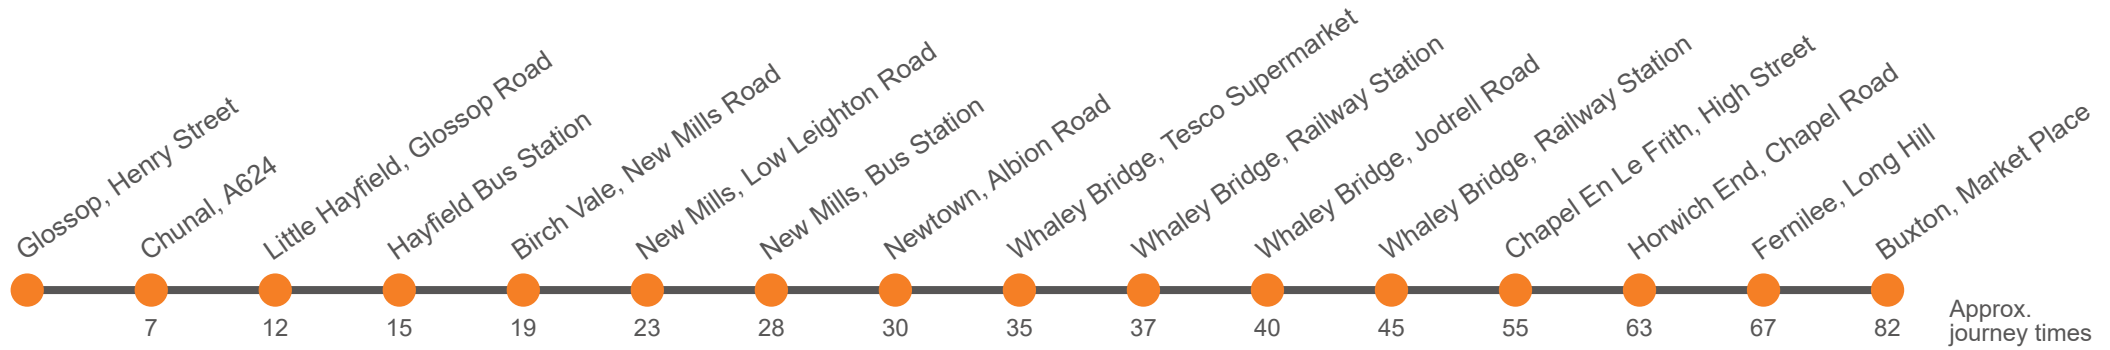 Glossop, Henry Street
Chunal, A624
Little Hayfield, Glossop Road
Hayfield Bus Station
Birch Vale, New Mills Road
New Mills, Low Leighton Road
New Mills, Bus Station
Newtown, Albion Road
Whaley Bridge, Tesco Supermarket
Whaley Bridge, Railway Station
Whaley Bridge, Jodrell Road
Whaley Bridge, Railway Station
Chapel En Le Frith, High Street
Horwich End, Chapel Road
Fernilee, Long Hill
Buxton, Market Place
7 12 15 19 23 28 30 35 37 40 45 55 63 67 82
Approx.
journey times